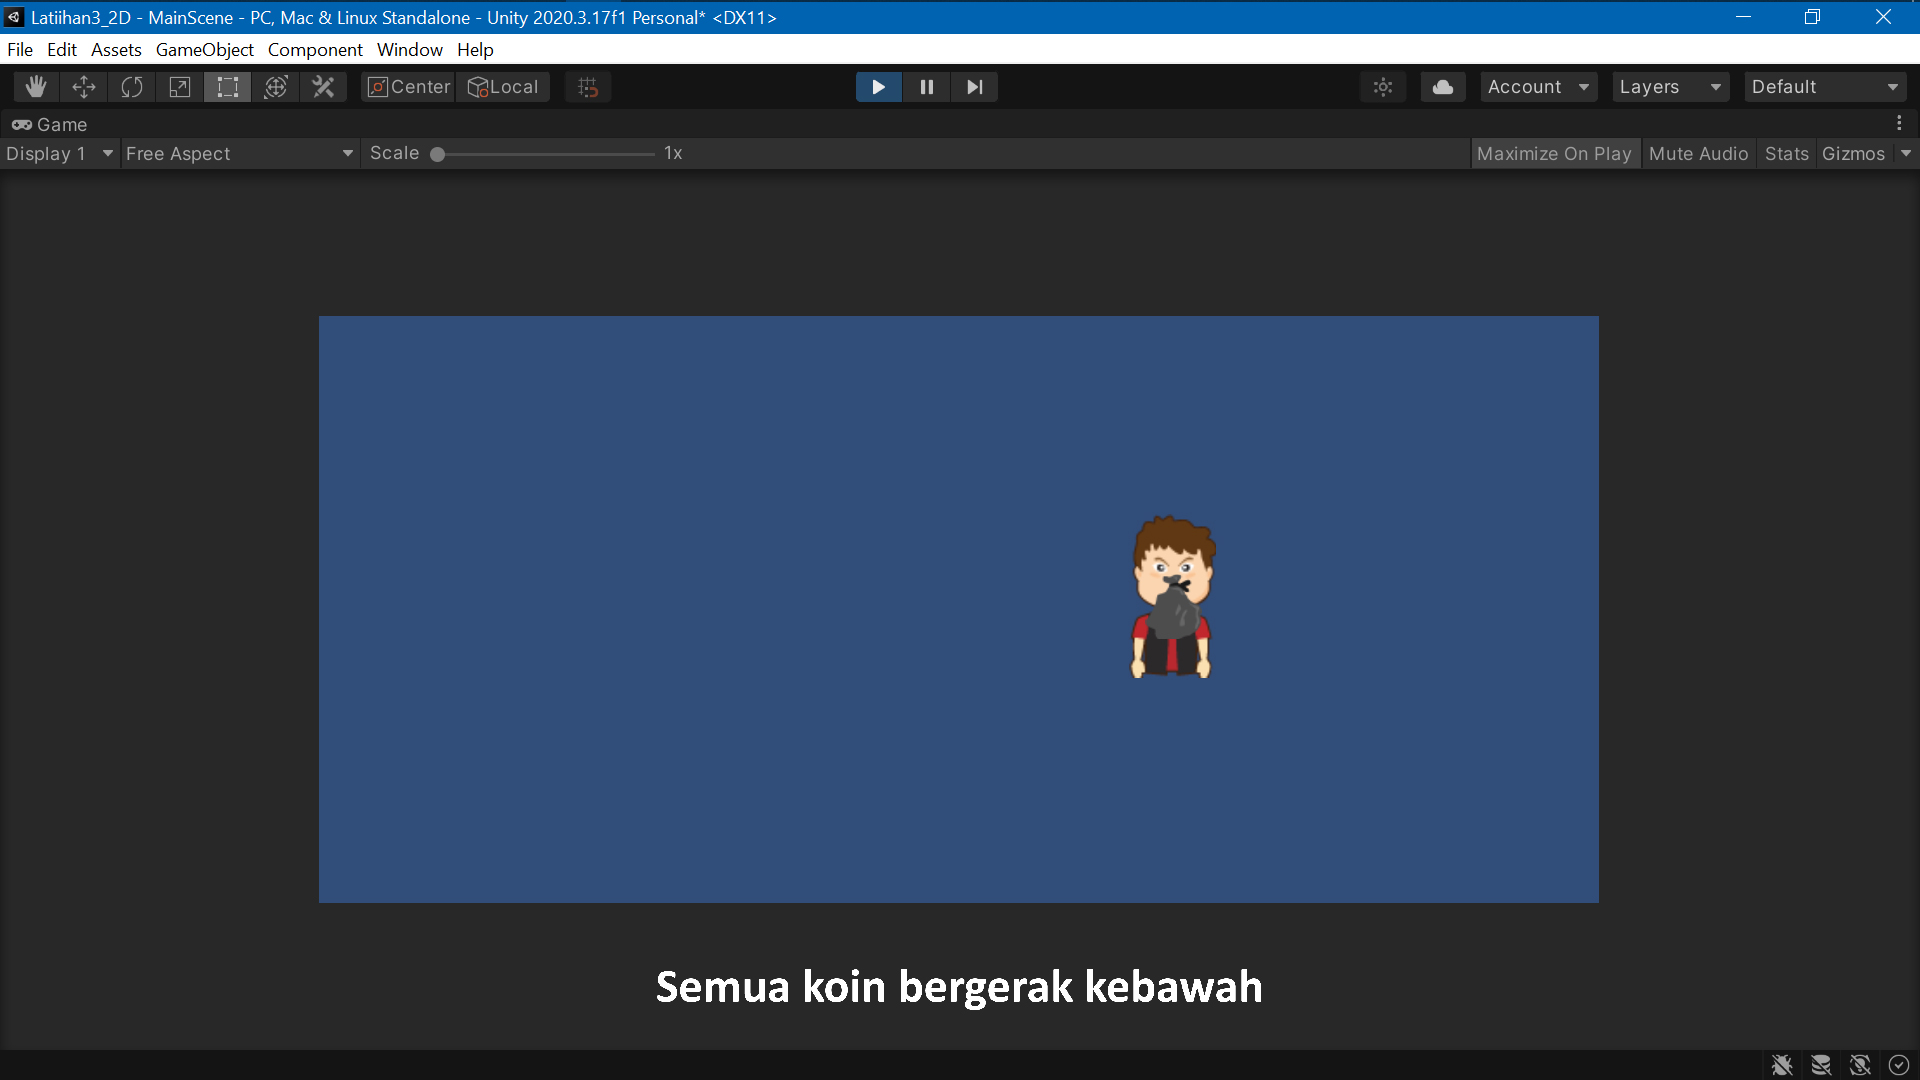 Latiihan3_2D - MainScene - PC, Mac & Linux Standalone - Unity 2020.3.17f1 Personal* <DX11>
File Edit Assets GameObject Component Window Help
Center Local Account Layers Default
Game
Display 1 Free Aspect Scale 1x Maximize On Play Mute Audio Stats Gizmos
Semua koin bergerak kebawah